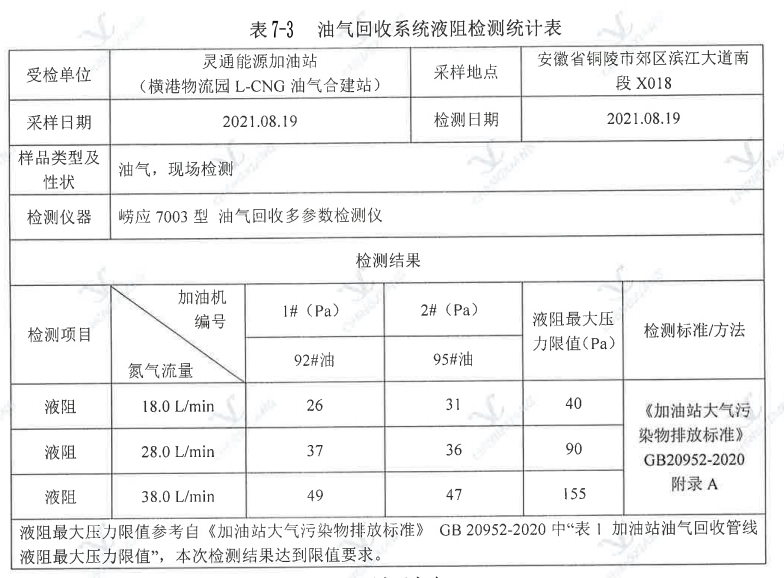 表 7-3 油气回收系统液阻检测统计表
受检单位
灵通能源加油站
（横港物流园 L-CNG 油气合建站）
采样地点
安徽省铜陵市郊区滨江大道南
段 X018
采样日期
2021.08.19
检测日期
2021.08.19
样品类型及
性状
油气，现场检测
检测仪器
崂应 7003 型 油气回收多参数检测仪
检测结果
检测项目
加油机
编号
氮气流量
1#（Pa）
2#（Pa）
92#油
95#油
液阻最大压
力限值（Pa）
检测标准/方法
液阻
18.0 L/min
26
31
40
液阻
28.0 L/min
37
36
90
液阻
38.0 L/min
49
47
155
《加油站大气污
染物排放标准》
GB20952-2020
附录 A
液阻最大压力限值参考自《加油站大气污染物排放标准》 GB 20952-2020 中“表 1 加油站油气回收管线
液阻最大压力限值”，本次检测结果达到限值要求。